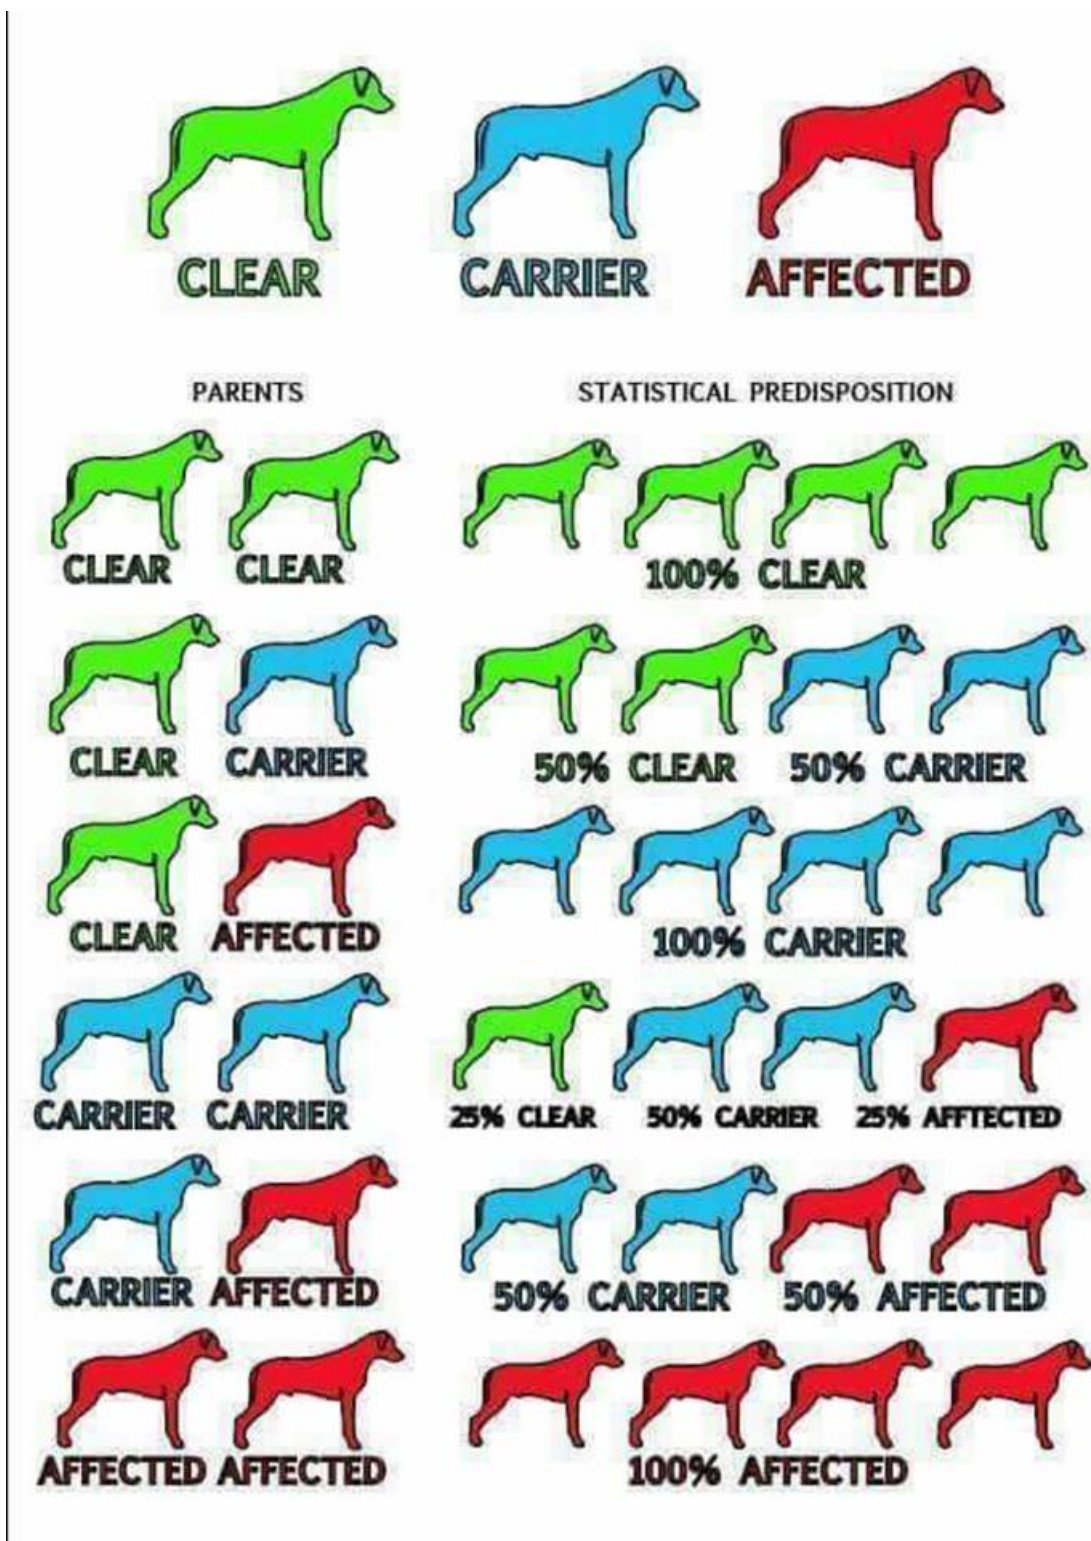 CLEAR CARRIER AFFECTED
PARENTS STATISTICAL PREDISPOSITION
CLEAR CLEAR 100% CLEAR
CLEAR CARRIER 50% CLEAR 50% CARRIER
CLEAR AFFECTED 100% CARRIER
CARRIER CARRIER 25% CLEAR 50% CARRIER 25% AFFTECTED
CARRIER AFFECTED 50% CARRIER 50% AFFECTED
AFFECTED AFFECTED 100% AFFECTED